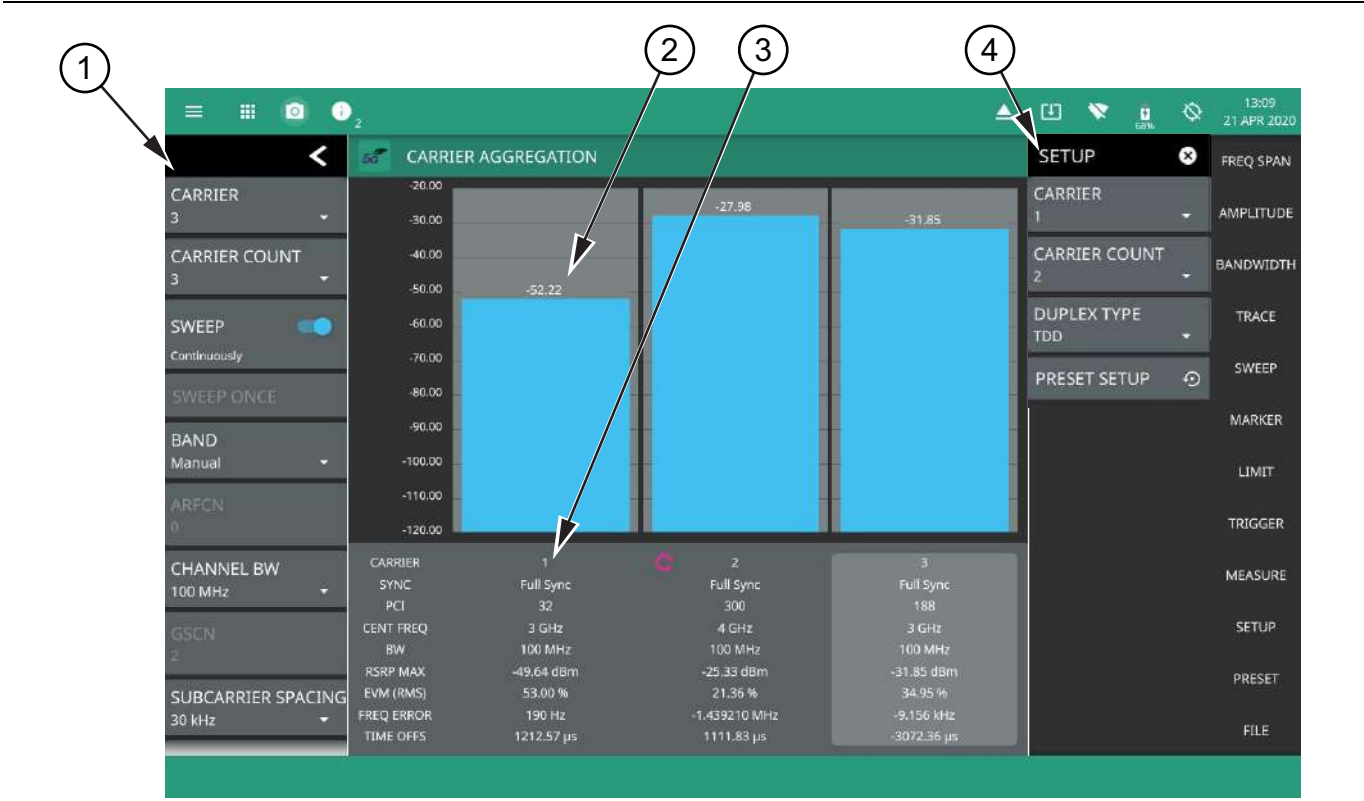 1
2
3
4
2
68%
13:09
21 APR 2020
5G
CARRIER AGGREGATION
CARRIER
3
CARRIER COUNT
3
SWEEP
Continuously
SWEEP ONCE
BAND
Manual
ARFCN
0
CHANNEL BW
100 MHz
GSCN
2
SUBCARRIER SPACING
30 kHz
-20.00
-30.00
-40.00
-50.00
-60.00
-70.00
-80.00
-90.00
-100.00
-110.00
-120.00
-52.22
-27.98
-31.85
CARRIER 1 2 3
SYNC Full Sync Full Sync Full Sync
PCI 32 300 188
CENT FREQ 3 GHz 4 GHz 3 GHz
BW 100 MHz 100 MHz 100 MHz
RSRP MAX -49.64 dBm -25.33 dBm -31.85 dBm
EVM (RMS) 53.00 % 21.36 % 34.95 %
FREQ ERROR 190 Hz -1.439210 MHz -9.156 kHz
TIME OFFS 1212.57 µs 1111.83 µs -3072.36 µs
SETUP
CARRIER
1
CARRIER COUNT
2
DUPLEX TYPE
TDD
PRESET SETUP
FREQ SPAN
AMPLITUDE
BANDWIDTH
TRACE
SWEEP
MARKER
LIMIT
TRIGGER
MEASURE
SETUP
PRESET
FILE